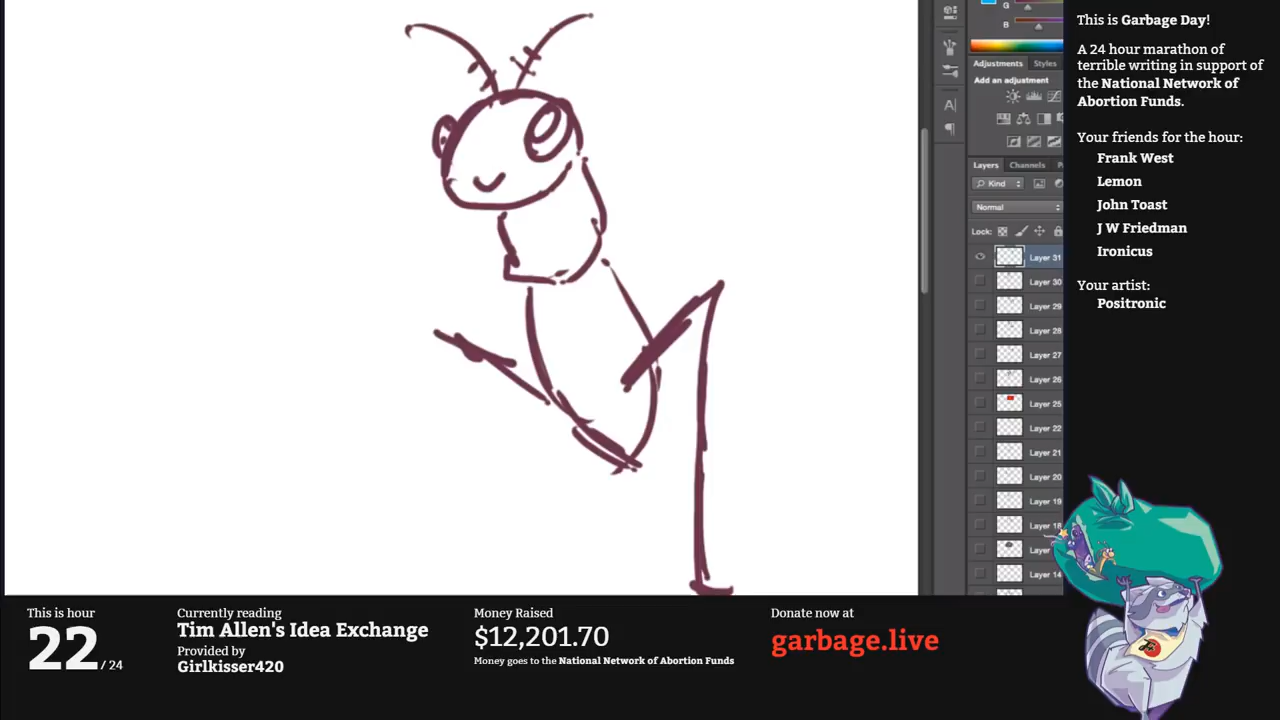 G
B
Adjustments Styles
Add an adjustment
Layers Channels
Kind
Normal
Lock:
Layer 31
Layer 30
Layer 29
Layer 28
Layer 27
Layer 26
Layer 25
Layer 22
Layer 21
Layer 20
Layer 19
Layer 18
Layer
Layer 14
This is Garbage Day!
A 24 hour marathon of
terrible writing in support of
the National Network of
Abortion Funds.
Your friends for the hour:
Frank West
Lemon
John Toast
J W Friedman
Ironicus
Your artist:
Positronic
This is hour
22 / 24
Currently reading
Tim Allen's Idea Exchange
Provided by
Girlkisser420
Money Raised
$12,201.70
Money goes to the National Network of Abortion Funds
Donate now at
garbage.live